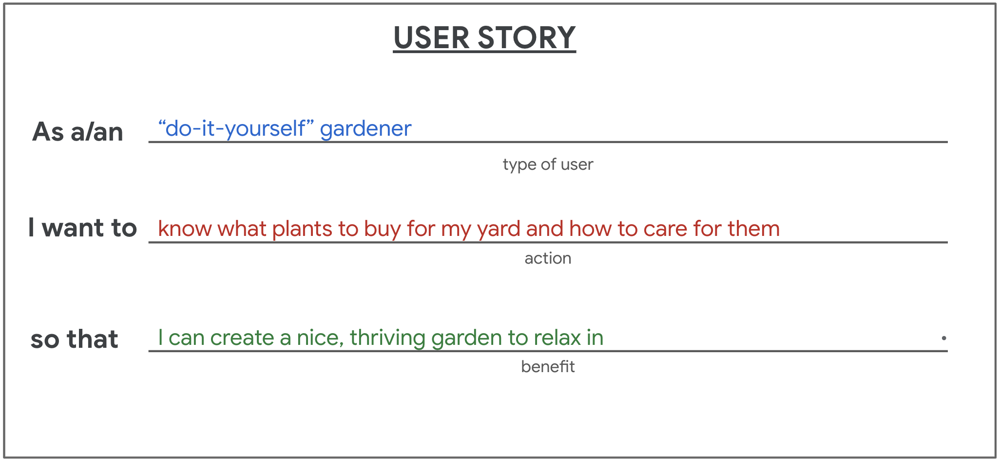 USER STORY
As a/an “do-it-yourself” gardener
type of user
I want to know what plants to buy for my yard and how to care for them
action
so that I can create a nice, thriving garden to relax in .
benefit